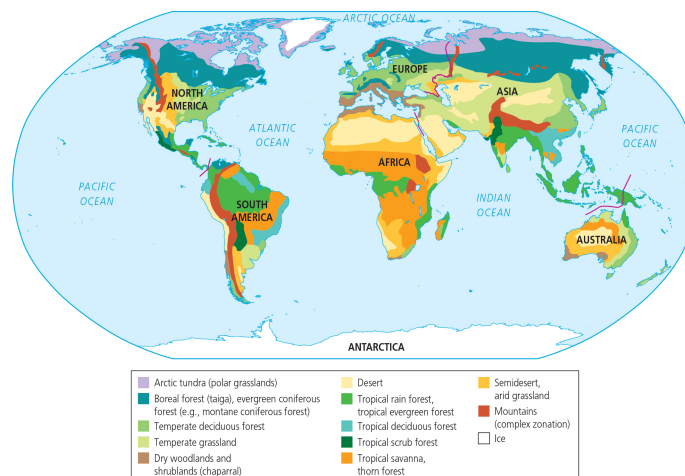 ARCTIC OCEAN
NORTH
AMERICA
EUROPE
ASIA
ATLANTIC
OCEAN
PACIFIC
OCEAN
AFRICA
PACIFIC
OCEAN
INDIAN
OCEAN
SOUTH
AMERICA
AUSTRALIA
ANTARCTICA
Arctic tundra (polar grasslands)
Boreal forest (taiga), evergreen coniferous
forest (e.g., montane coniferous forest)
Temperate deciduous forest
Temperate grassland
Dry woodlands and
shrublands (chaparral)
Desert
Tropical rain forest,
tropical evergreen forest
Tropical deciduous forest
Tropical scrub forest
Tropical savanna,
thorn forest
Semidesert,
arid grassland
Mountains
(complex zonation)
Ice